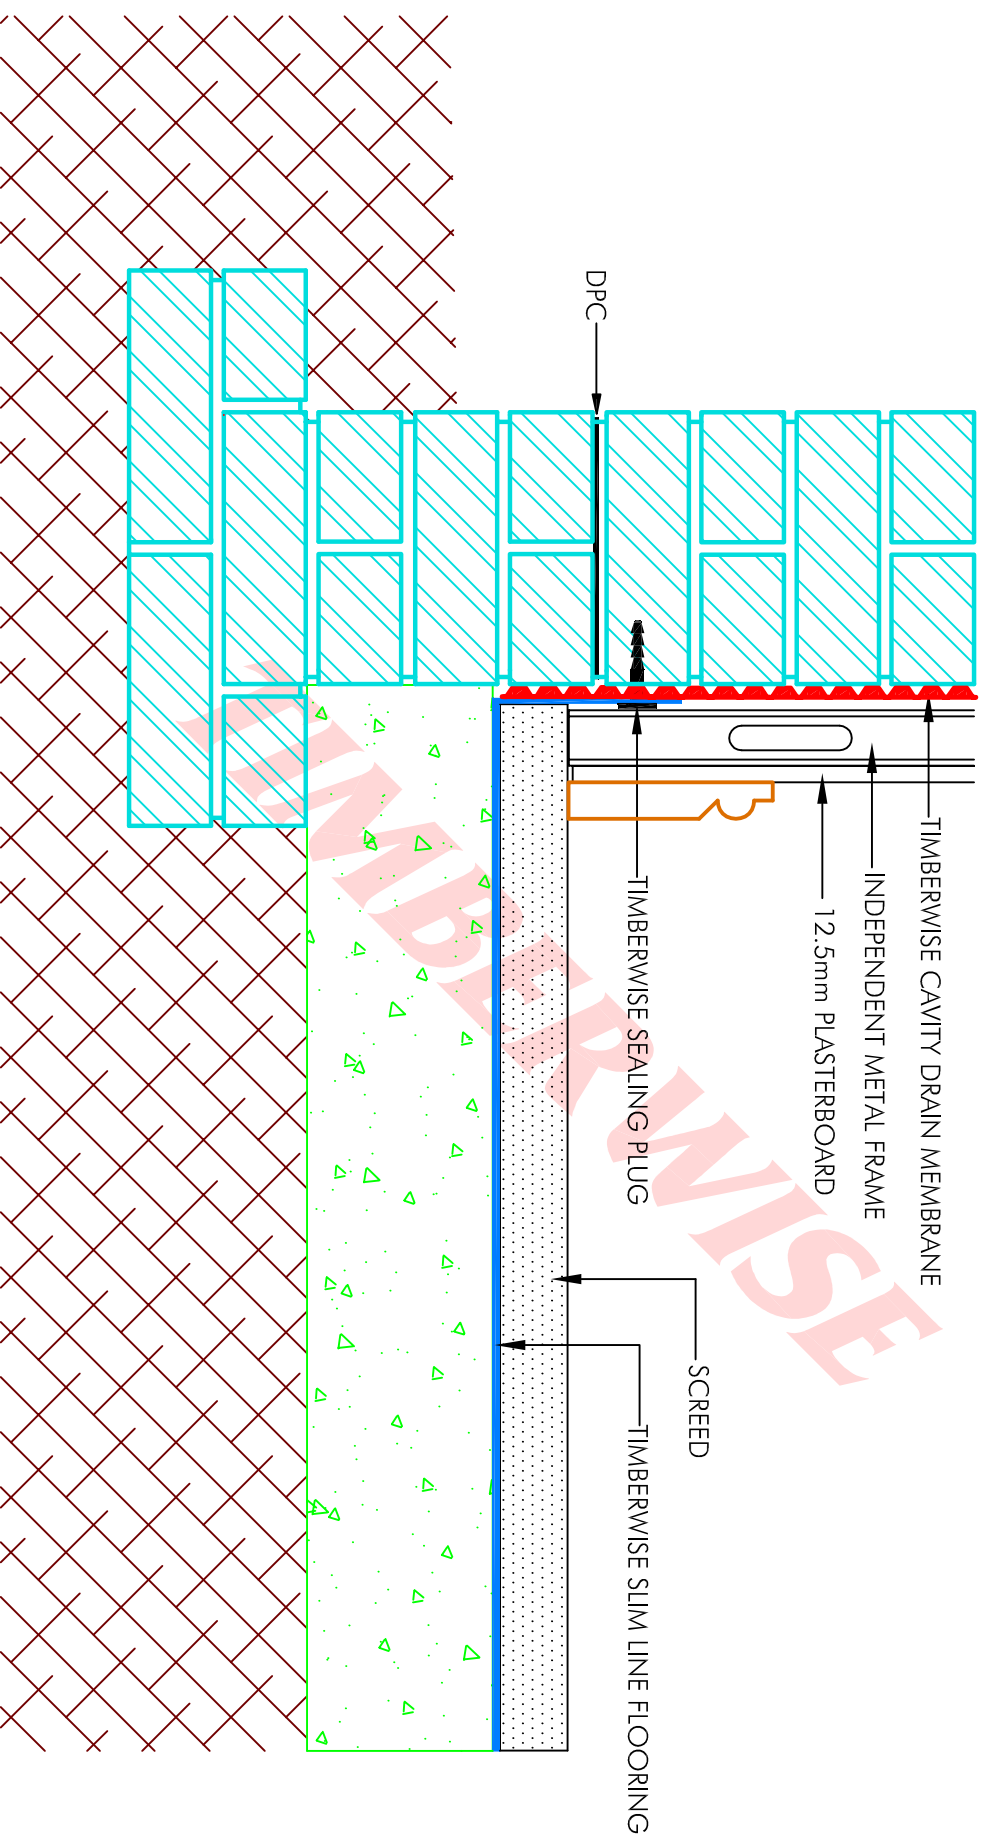 TIMBERWISE CAVITY DRAIN MEMBRANE
INDEPENDENT METAL FRAME
12.5mm PLASTERBOARD
SCREED
TIMBERWISE SEALING PLUG
TIMBERWISE SLIM LINE FLOORING
DPC
TIMBERWISE